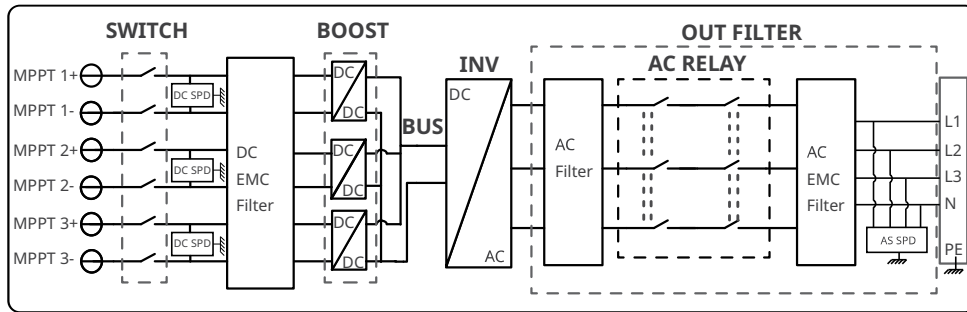 SWITCH
BOOST
OUT FILTER
INV
AC RELAY
MPPT 1+
MPPT 1-
MPPT 2+
MPPT 2-
MPPT 3+
MPPT 3-
DC SPD
DC SPD
DC SPD
DC
EMC
Filter
DC
DC
DC
DC
DC
DC
BUS
DC
AC
AC
Filter
AC
EMC
Filter
L1
L2
L3
N
AS SPD
PE